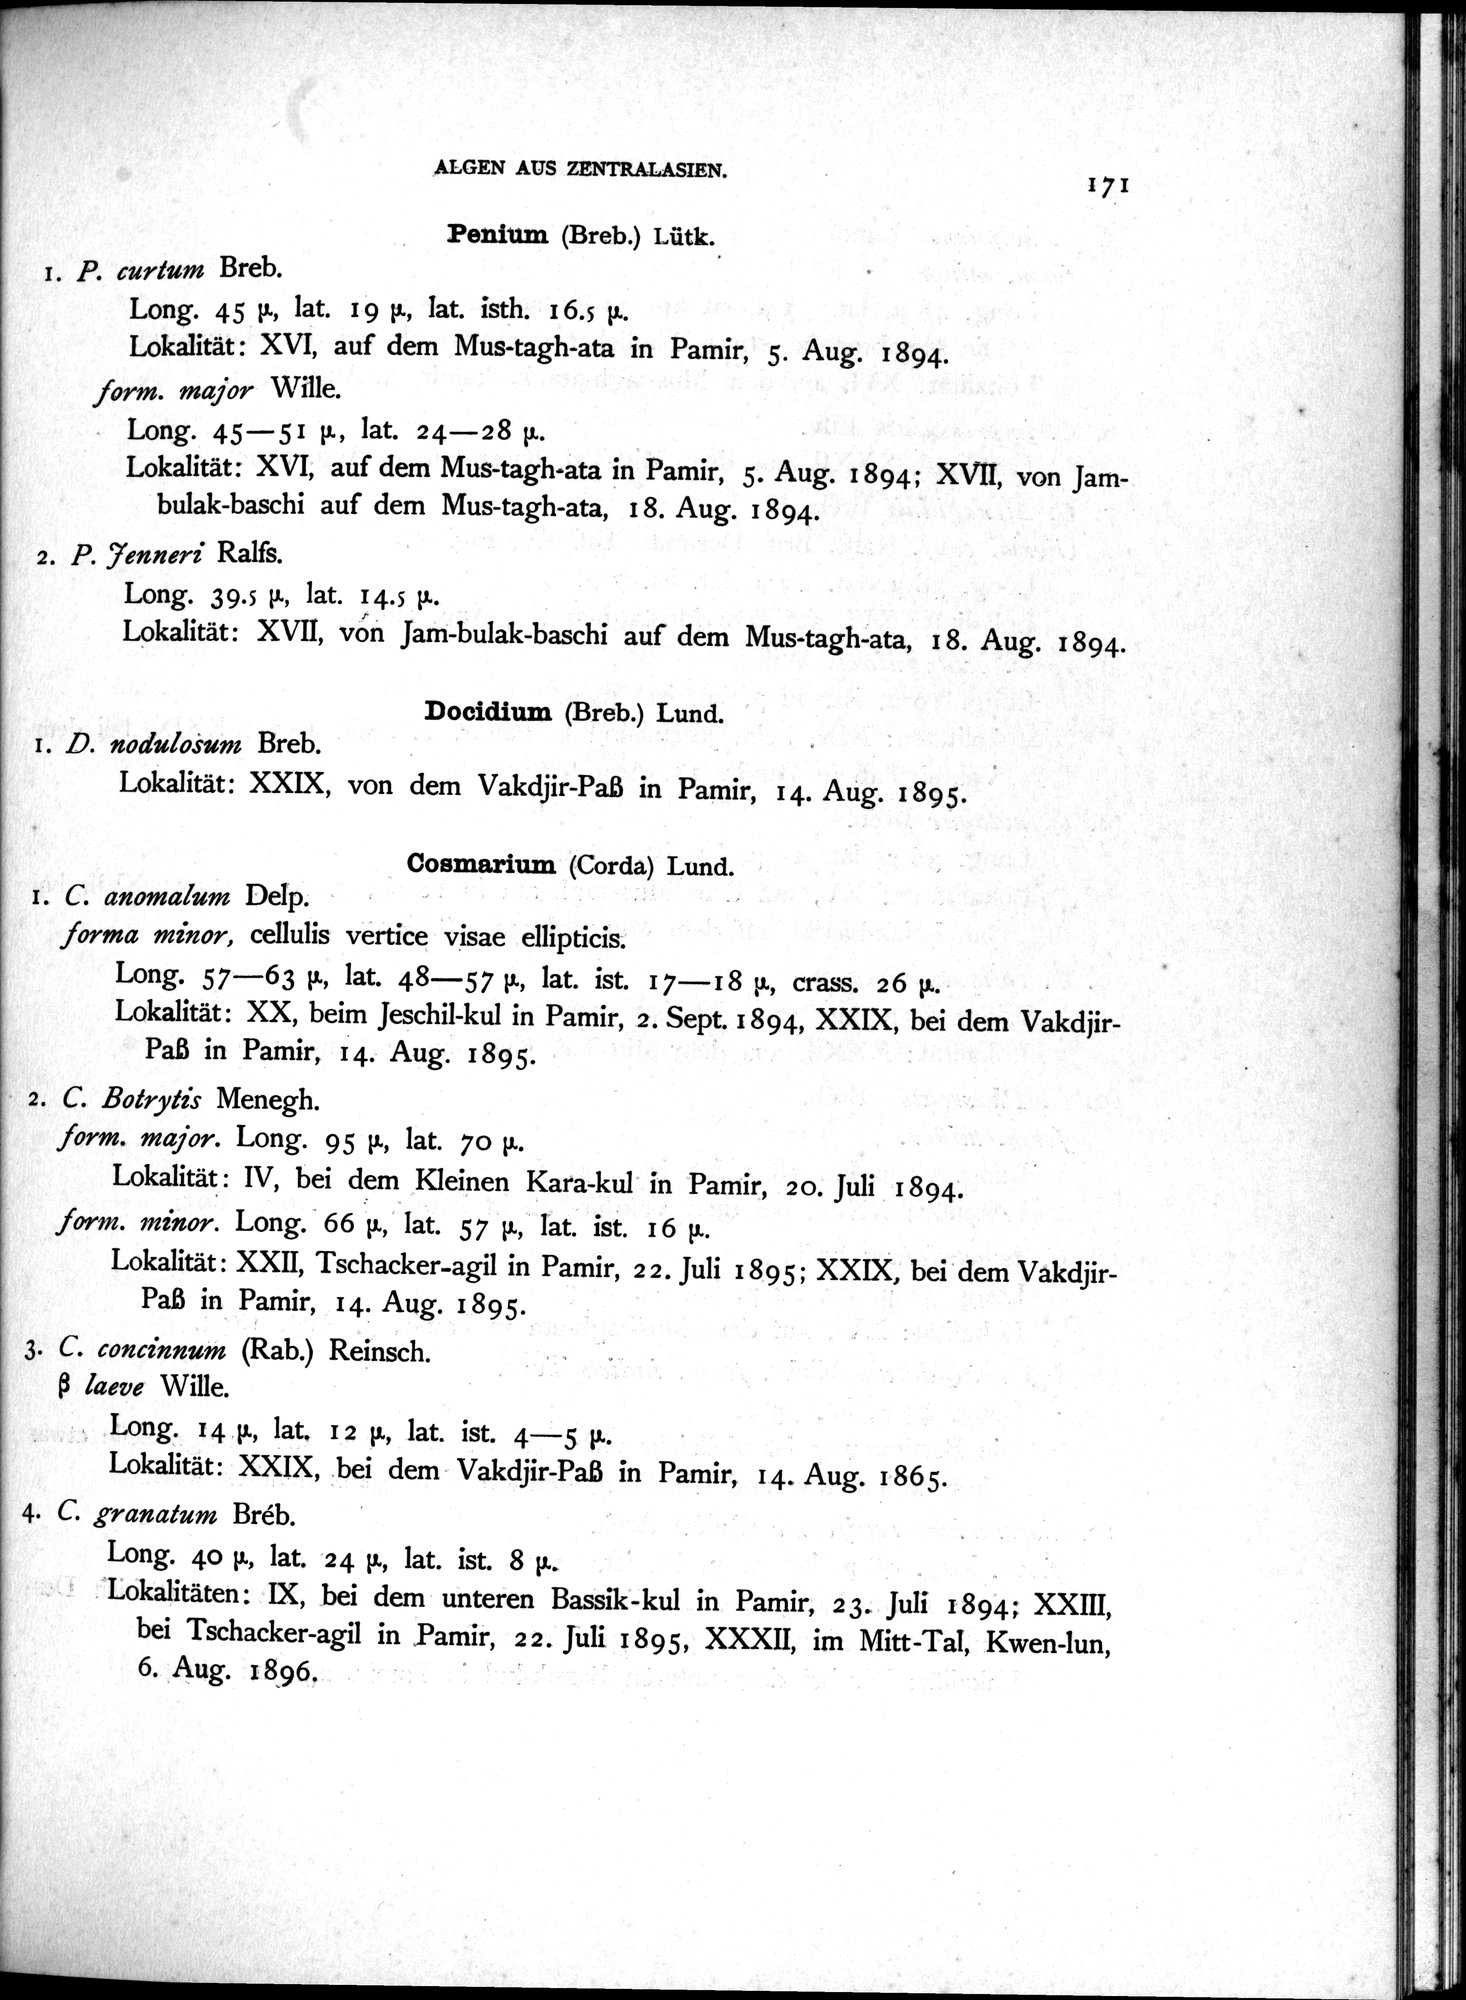 ALGEN AUS ZENTRALASIEN.
171
Penium (Breb.) Lütk.
1. P. curtum Breb.
Long. 45 µ, lat. 19 µ, lat. isth. 16.5 µ.
Lokalität: XVI, auf dem Mus-tagh-ata in Pamir, 5. Aug. 1894.
form. major Wille.
Long. 45—51 µ, lat. 24—28 µ.
Lokalität: XVI, auf dem Mus-tagh-ata in Pamir, 5. Aug. 1894; XVII, von Jam-
bulak-baschi auf dem Mus-tagh-ata, 18. Aug. 1894.
2. P. Jenneri Ralfs.
Long. 39.5 µ, lat. 14.5 µ.
Lokalität: XVII, von Jam-bulak-baschi auf dem Mus-tagh-ata, 18. Aug. 1894.
Docidium (Breb.) Lund.
1. D. nodulosum Breb.
Lokalität: XXIX, von dem Vakdjir-Paß in Pamir, 14. Aug. 1895.
Cosmarium (Corda) Lund.
1. C. anomalum Delp.
forma minor, cellulis vertice visae ellipticis.
Long. 57—63 µ, lat. 48—57 µ, lat. ist. 17—18 µ, crass. 26 µ.
Lokalität: XX, beim Jeschil-kul in Pamir, 2. Sept. 1894, XXIX, bei dem Vakdjir-
Paß in Pamir, 14. Aug. 1895.
2. C. Botrytis Menegh.
form. major. Long. 95 µ, lat. 70 µ.
Lokalität: IV, bei dem Kleinen Kara-kul in Pamir, 20. Juli 1894.
form. minor. Long. 66 µ, lat. 57 µ, lat. ist. 16 µ.
Lokalität: XXII, Tschacker-agil in Pamir, 22. Juli 1895; XXIX, bei dem Vakdjir-
Paß in Pamir, 14. Aug. 1895.
3. C. concinnum (Rab.) Reinsch.
β laeve Wille.
Long. 14 µ, lat. 12 µ, lat. ist. 4—5 µ.
Lokalität: XXIX, bei dem Vakdjir-Paß in Pamir, 14. Aug. 1865.
4. C. granatum Bréb.
Long. 40 µ, lat. 24 µ, lat. ist. 8 µ.
Lokalitäten: IX, bei dem unteren Bassik-kul in Pamir, 23. Juli 1894; XXIII,
bei Tschacker-agil in Pamir, 22. Juli 1895, XXXII, im Mitt-Tal, Kwen-lun,
6. Aug. 1896.